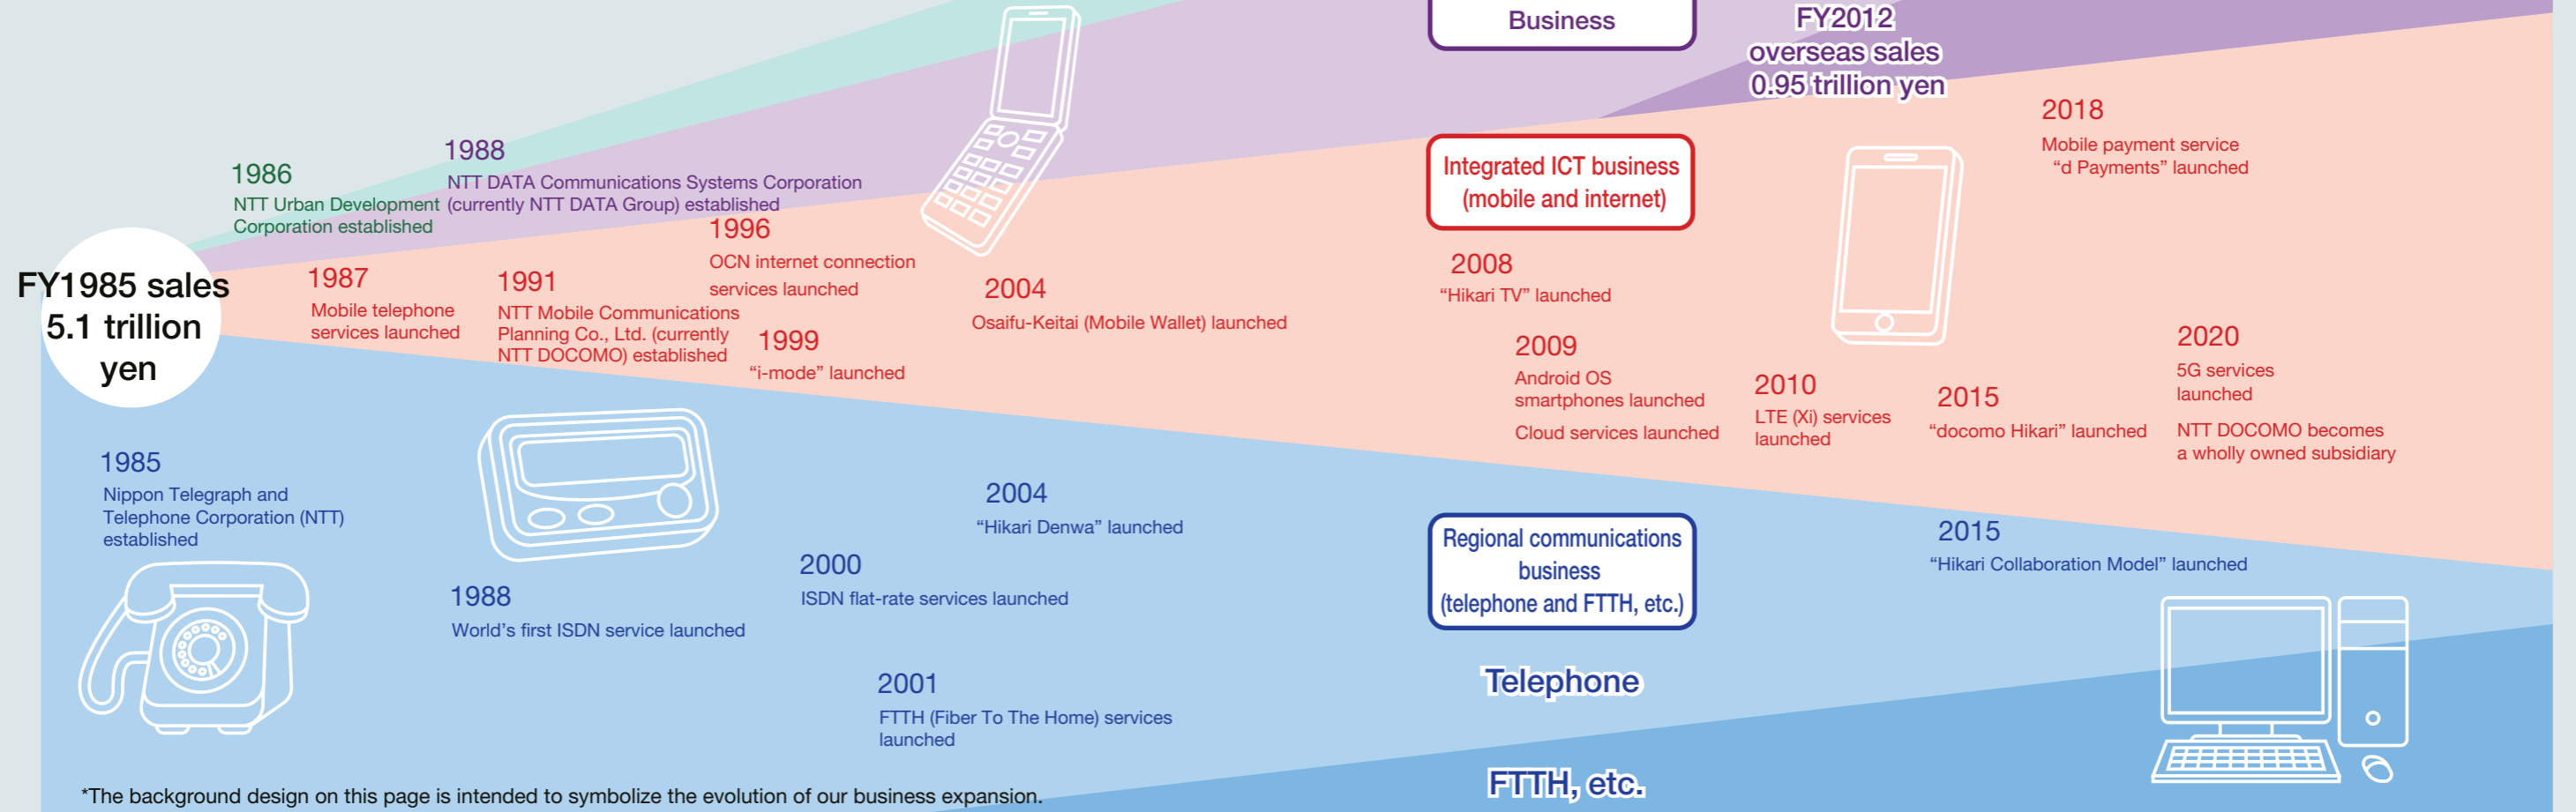 Business
FY2012
overseas sales
0.95 trillion yen
1986
NTT Urban Development
Corporation established
1988
NTT DATA Communications Systems Corporation
(currently NTT DATA Group) established
FY1985 sales
5.1 trillion
yen
Integrated ICT business
(mobile and internet)
1987
Mobile telephone
services launched
1991
NTT Mobile Communications
Planning Co., Ltd. (currently
NTT DOCOMO) established
1996
OCN internet connection
services launched
1999
“i-mode” launched
2004
Osaifu-Keitai (Mobile Wallet) launched
2008
“Hikari TV” launched
2009
Android OS
smartphones launched
Cloud services launched
2010
LTE (Xi) services
launched
2015
“docomo Hikari” launched
2018
Mobile payment service
“d Payments” launched
2020
5G services
launched
NTT DOCOMO becomes
a wholly owned subsidiary
1985
Nippon Telegraph and
Telephone Corporation (NTT)
established
1988
World’s first ISDN service launched
2000
ISDN flat-rate services launched
2001
FTTH (Fiber To The Home) services
launched
2004
“Hikari Denwa” launched
Regional communications
business
(telephone and FTTH, etc.)
2015
“Hikari Collaboration Model” launched
Telephone
FTTH, etc.
*The background design on this page is intended to symbolize the evolution of our business expansion.